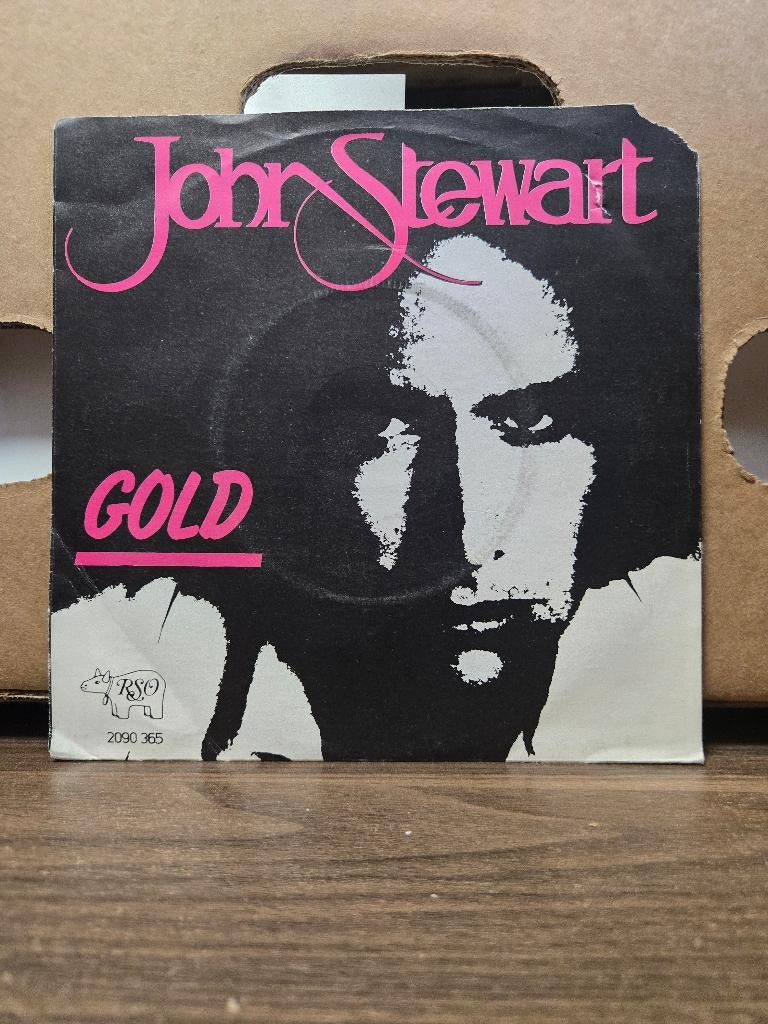 John Stewart
GOLD
RSO
2090 365